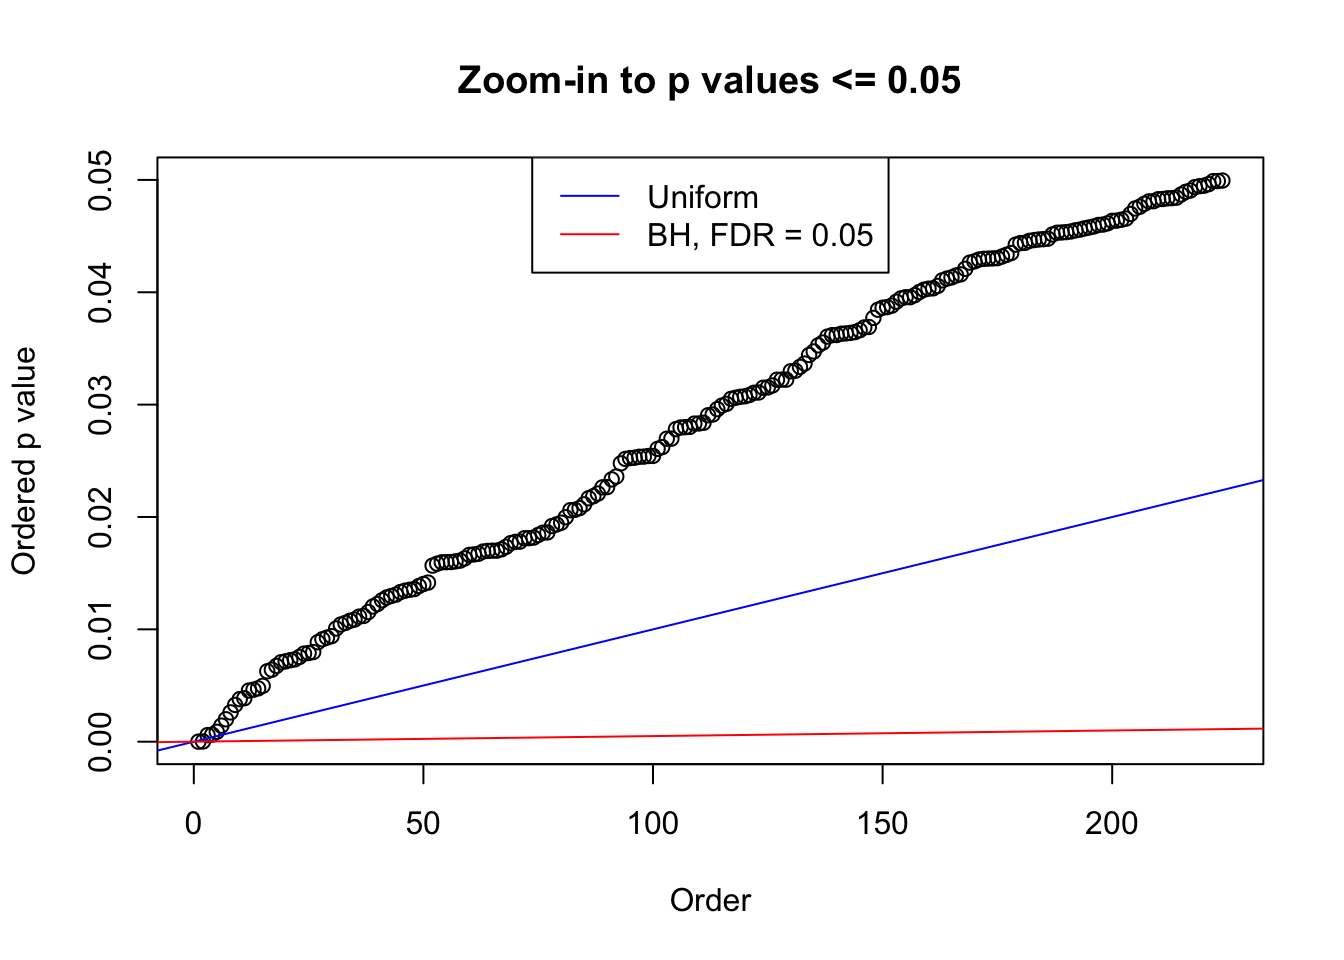 Zoom-in to p values <= 0.05
Uniform
BH, FDR = 0.05
Ordered p value
0.05
0.04
0.03
0.02
0.01
0.00
0 50 100 150 200
Order